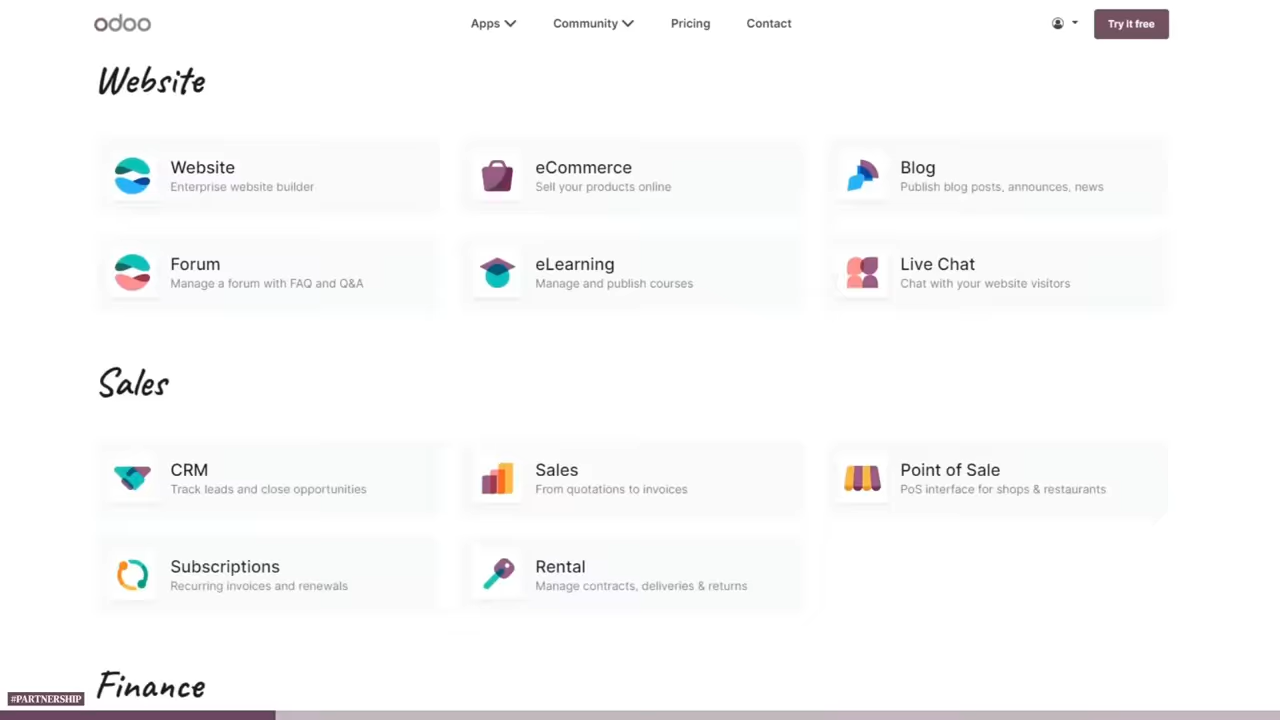 odoo
Apps
Community
Pricing
Contact
Try it free
Website
Website
Enterprise website builder
eCommerce
Sell your products online
Blog
Publish blog posts, announces, news
Forum
Manage a forum with FAQ and Q&A
eLearning
Manage and publish courses
Live Chat
Chat with your website visitors
Sales
CRM
Track leads and close opportunities
Sales
From quotations to invoices
Point of Sale
PoS interface for shops & restaurants
Subscriptions
Recurring invoices and renewals
Rental
Manage contracts, deliveries & returns
Finance
#PARTNERSHIP